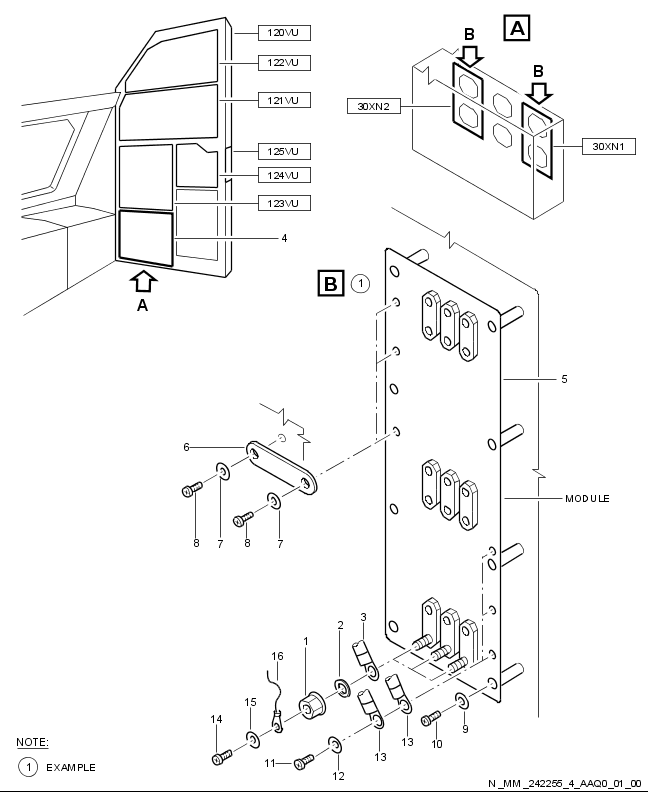 120VU
122VU
121VU
125VU
124VU
123VU
4
A
A
B
B
30XN2
30XN1
B 1
5
6
MODULE
8 7 8 7
16 1 2 3
15
14
13 13
9
10
11
12
NOTE:
1 EXAMPLE
N_MM_242255_4_AAQ0_01_00